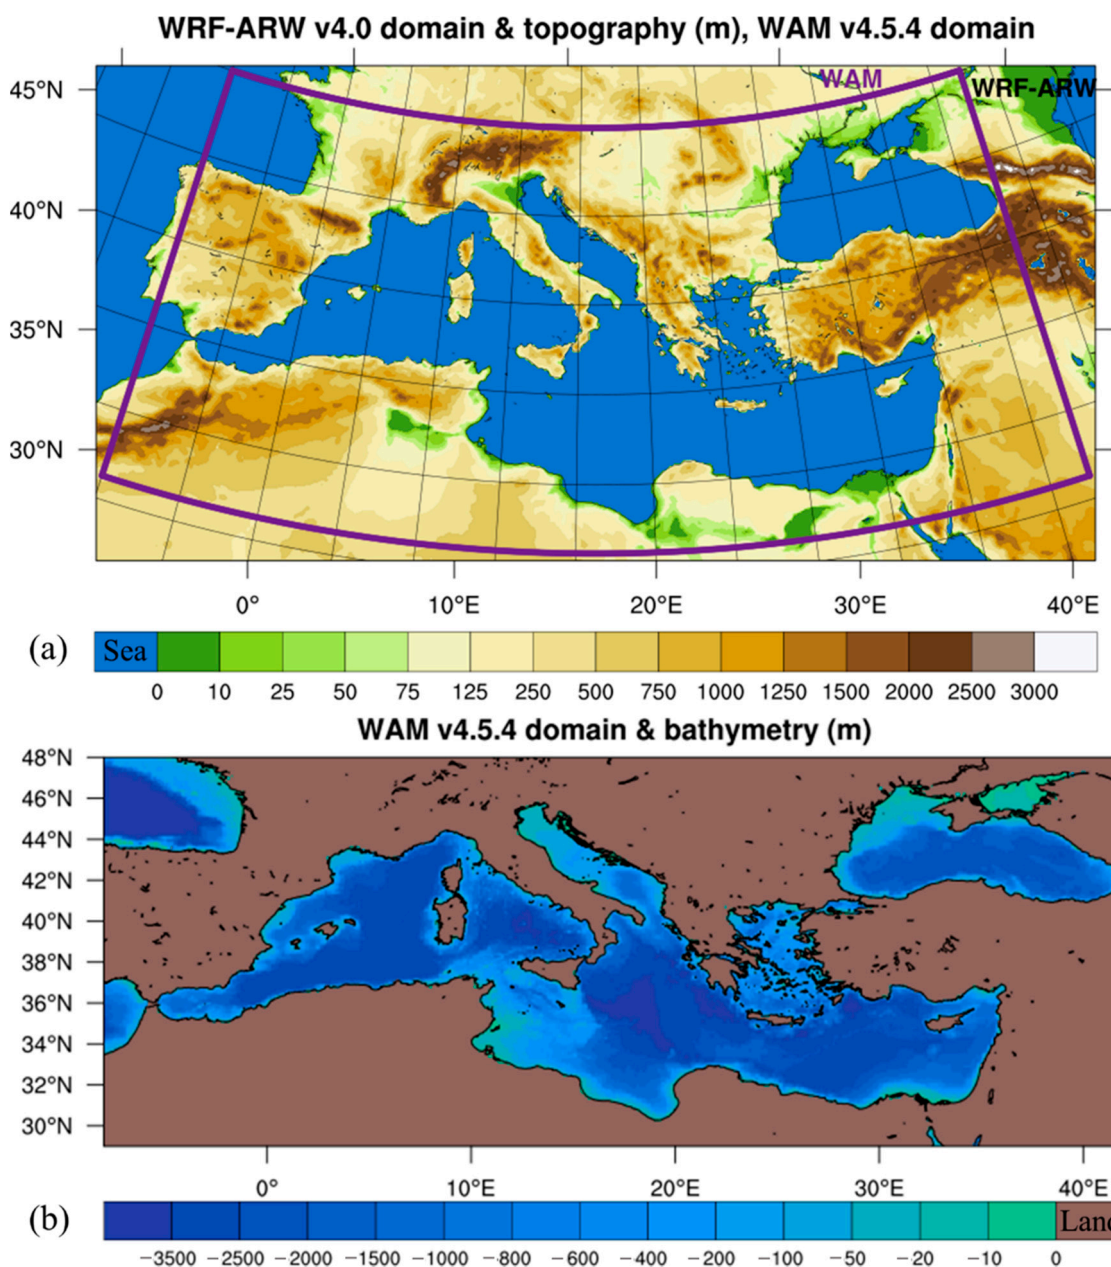 WRF-ARW v4.0 domain & topography (m), WAM v4.5.4 domain
WAM
WRF-ARW
45°N
40°N
35°N
30°N
0° 10°E 20°E 30°E 40°E
(a) Sea
0 10 25 50 75 125 250 500 750 1000 1250 1500 2000 2500 3000
WAM v4.5.4 domain & bathymetry (m)
48°N
46°N
44°N
42°N
40°N
38°N
36°N
34°N
32°N
30°N
0° 10°E 20°E 30°E 40°
(b) Land
−3500 −2500 −2000 −1500 −1000 −800 −600 −400 −200 −100 −50 −20 −10 0